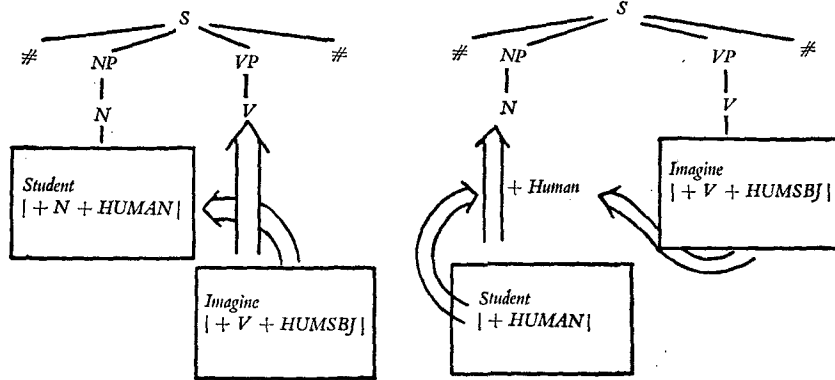 S
# NP VP #
N V
Student
| + N + HUMAN |
Imagine
| + V + HUMSBJ |
S
# NP VP #
N V
+ Human
Imagine
| + V + HUMSBJ |
Student
| + HUMAN |